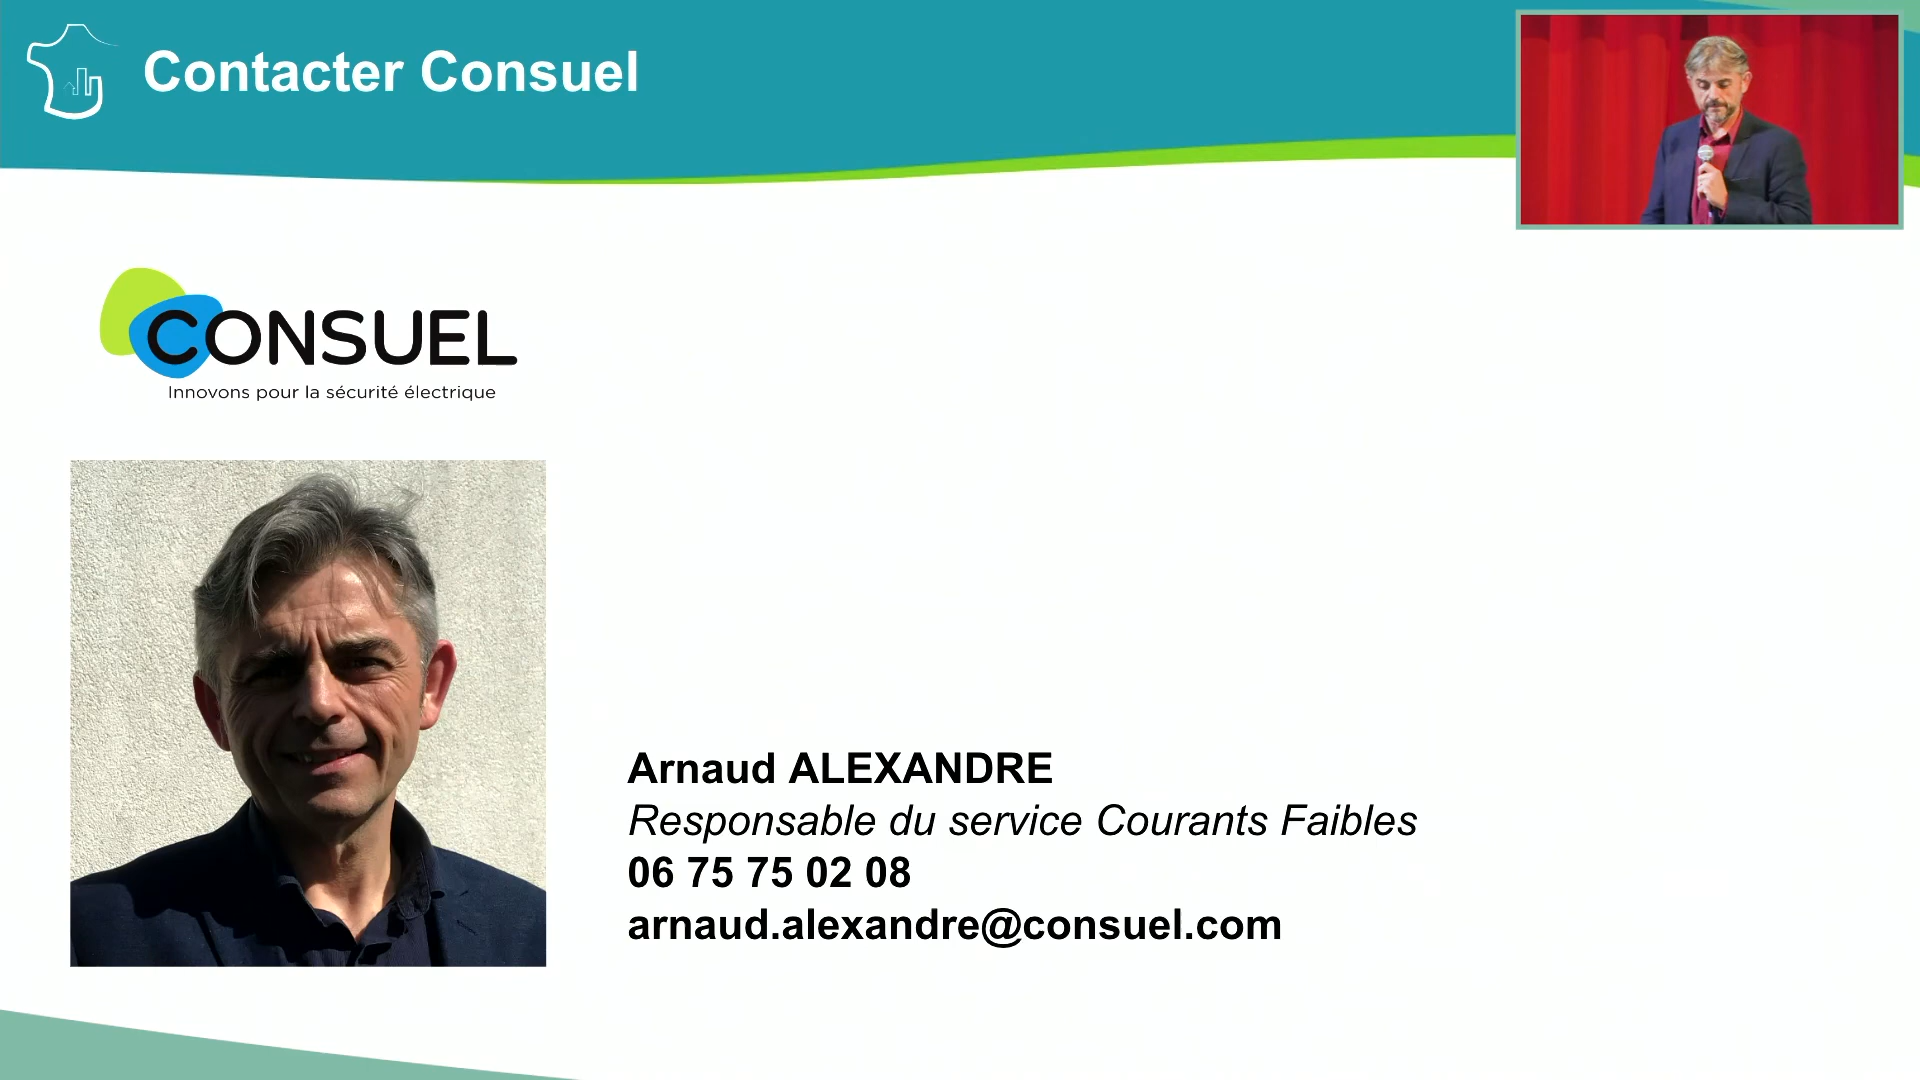 Contacter Consuel
CONSUEL
Innovons pour la sécurité électrique
Arnaud ALEXANDRE
Responsable du service Courants Faibles
06 75 75 02 08
arnaud.alexandre@consuel.com